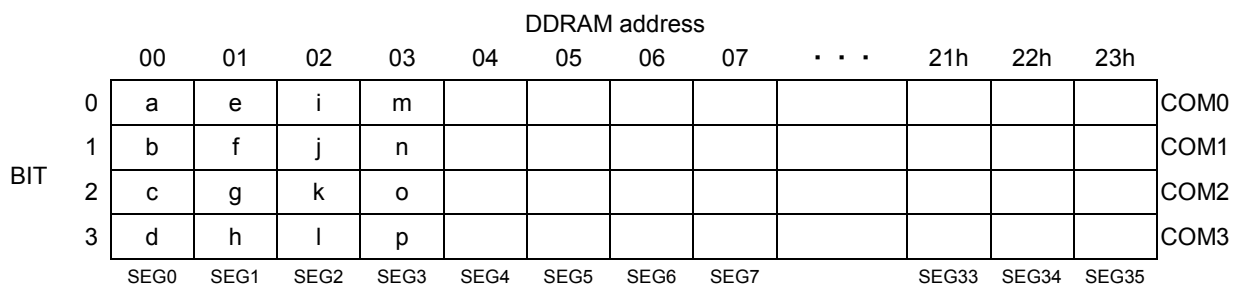 DDRAM address
00 01 02 03 04 05 06 07 ・・・ 21h 22h 23h
0 a e i m COM0
1 b f j n COM1
BIT
2 c g k o COM2
3 d h l p COM3
SEG0 SEG1 SEG2 SEG3 SEG4 SEG5 SEG6 SEG7 SEG33 SEG34 SEG35